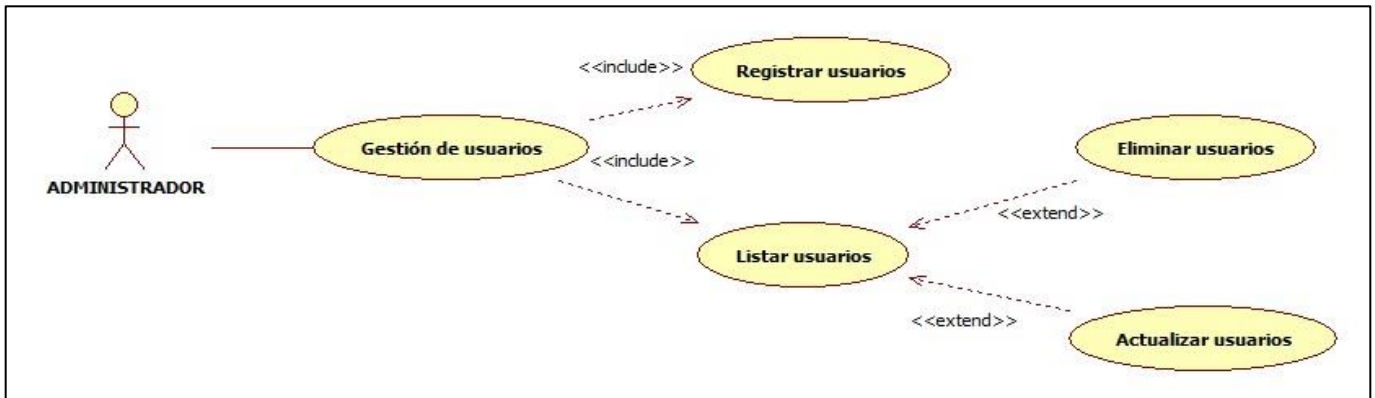 <<include>>
Registrar usuarios
ADMINISTRADOR
Gestión de usuarios
<<include>>
Eliminar usuarios
<<extend>>
Listar usuarios
<<extend>>
Actualizar usuarios